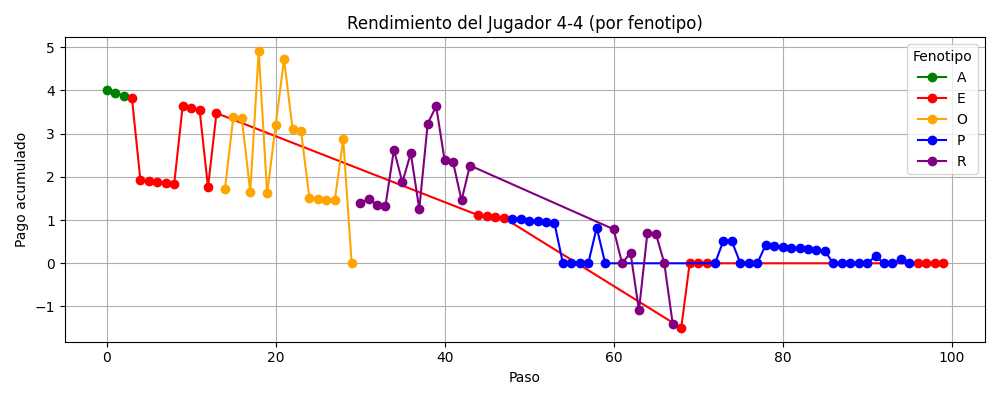 Rendimiento del Jugador 4-4 (por fenotipo)
Pago acumulado
5
4
3
2
1
0
−1
Fenotipo
A
E
O
P
R
0 20 40 60 80 100
Paso